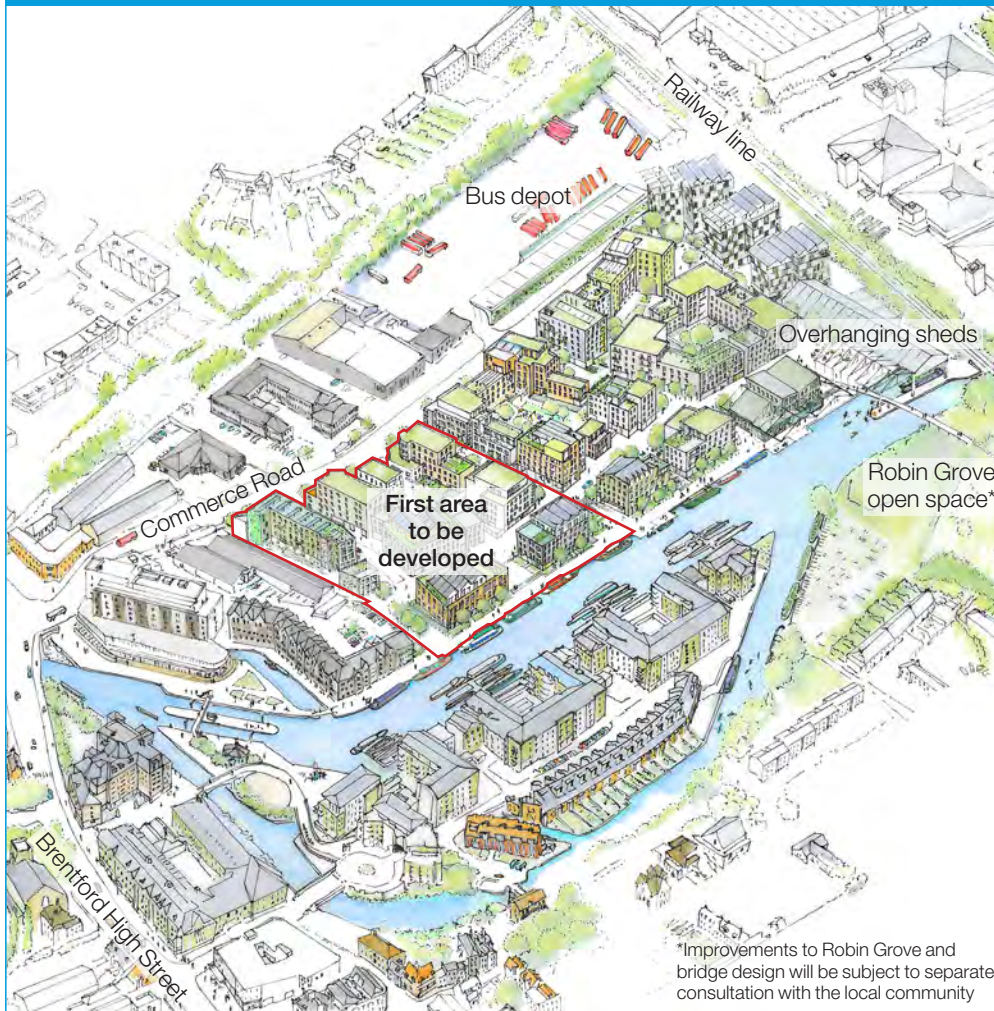 Railway line
Bus depot
Overhanging sheds
Robin Grove
open space*
Commerce Road
First area
to be
developed
Brentford High Street
*Improvements to Robin Grove and
bridge design will be subject to separate
consultation with the local community